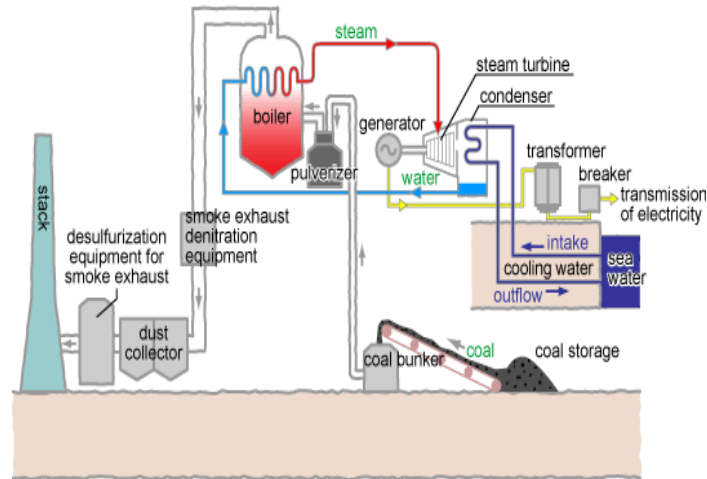 steam
steam turbine
condenser
boiler
generator
pulverizer
water
transformer
breaker
transmission
of electricity
stack
smoke exhaust
denitration
equipment
desulfurization
equipment for
smoke exhaust
intake
sea
water
cooling water
outflow
dust
collector
coal bunker
coal
coal storage